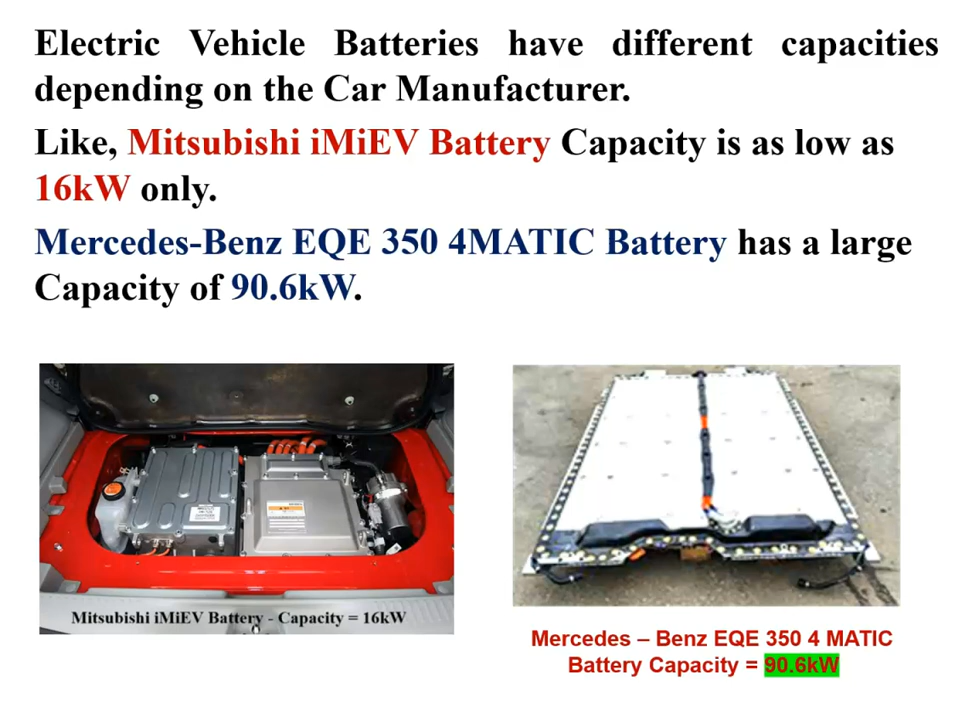 Electric Vehicle Batteries have different capacities
depending on the Car Manufacturer.
Like, Mitsubishi iMiEV Battery Capacity is as low as
16kW only.
Mercedes-Benz EQE 350 4MATIC Battery has a large
Capacity of 90.6kW.
Mitsubishi iMiEV Battery - Capacity = 16kW
Mercedes – Benz EQE 350 4 MATIC
Battery Capacity = 90.6kW